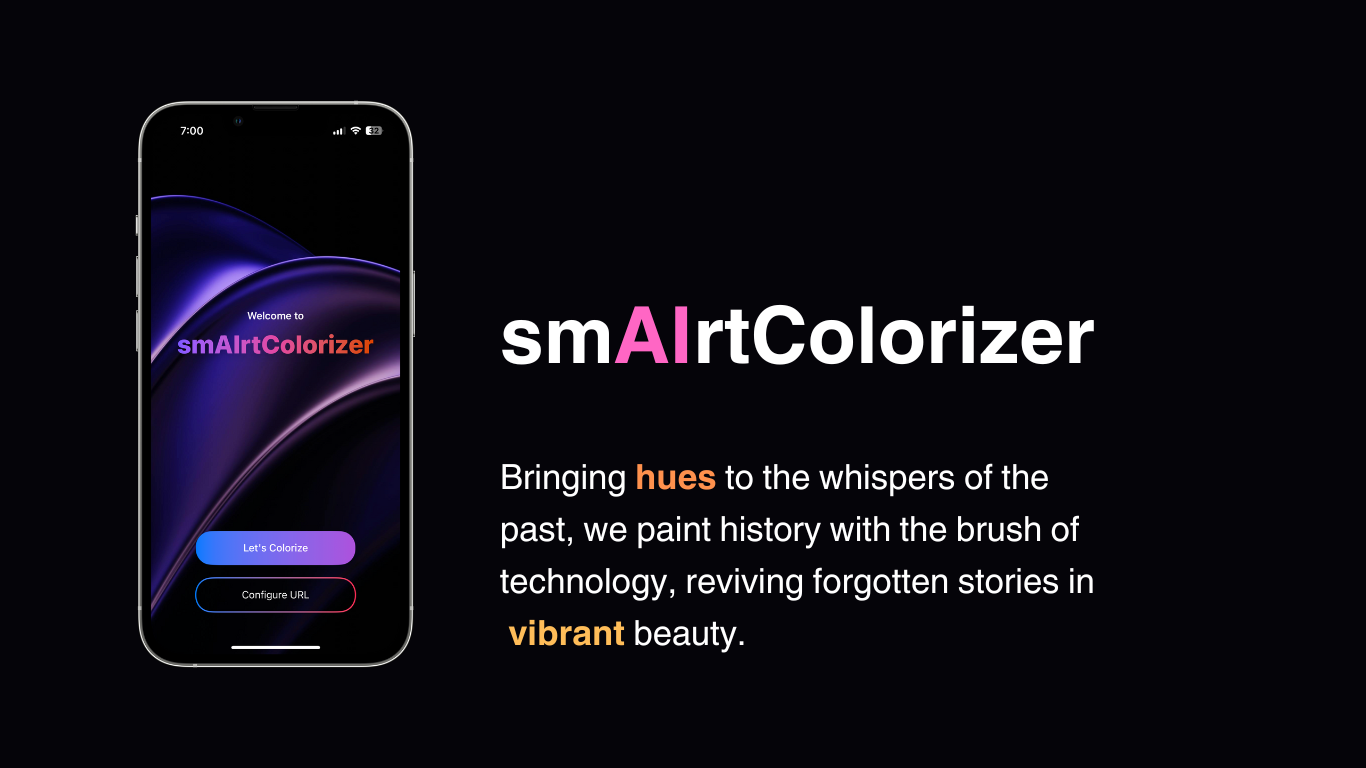 7:00
32
Welcome to
smAIrtColorizer
Let's Colorize
Configure URL
smAIrtColorizer
Bringing hues to the whispers of the
past, we paint history with the brush of
technology, reviving forgotten stories in
vibrant beauty.